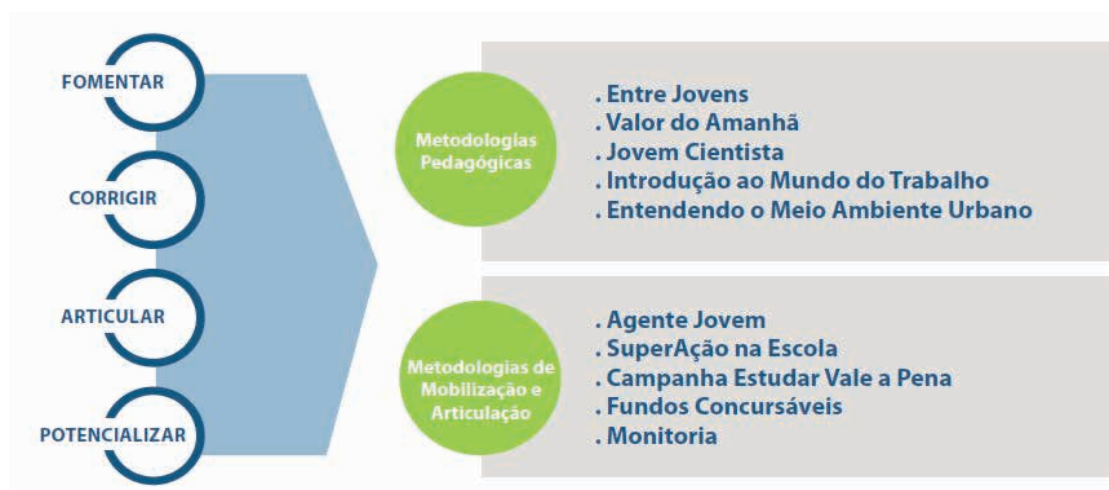 FOMENTAR
CORRIGIR
ARTICULAR
POTENCIALIZAR
Metodologias
Pedagógicas
. Entre Jovens
. Valor do Amanhã
. Jovem Cientista
. Introdução ao Mundo do Trabalho
. Entendendo o Meio Ambiente Urbano
Metodologias de
Mobilização e
Articulação
. Agente Jovem
. SuperAção na Escola
. Campanha Estudar Vale a Pena
. Fundos Concursáveis
. Monitoria